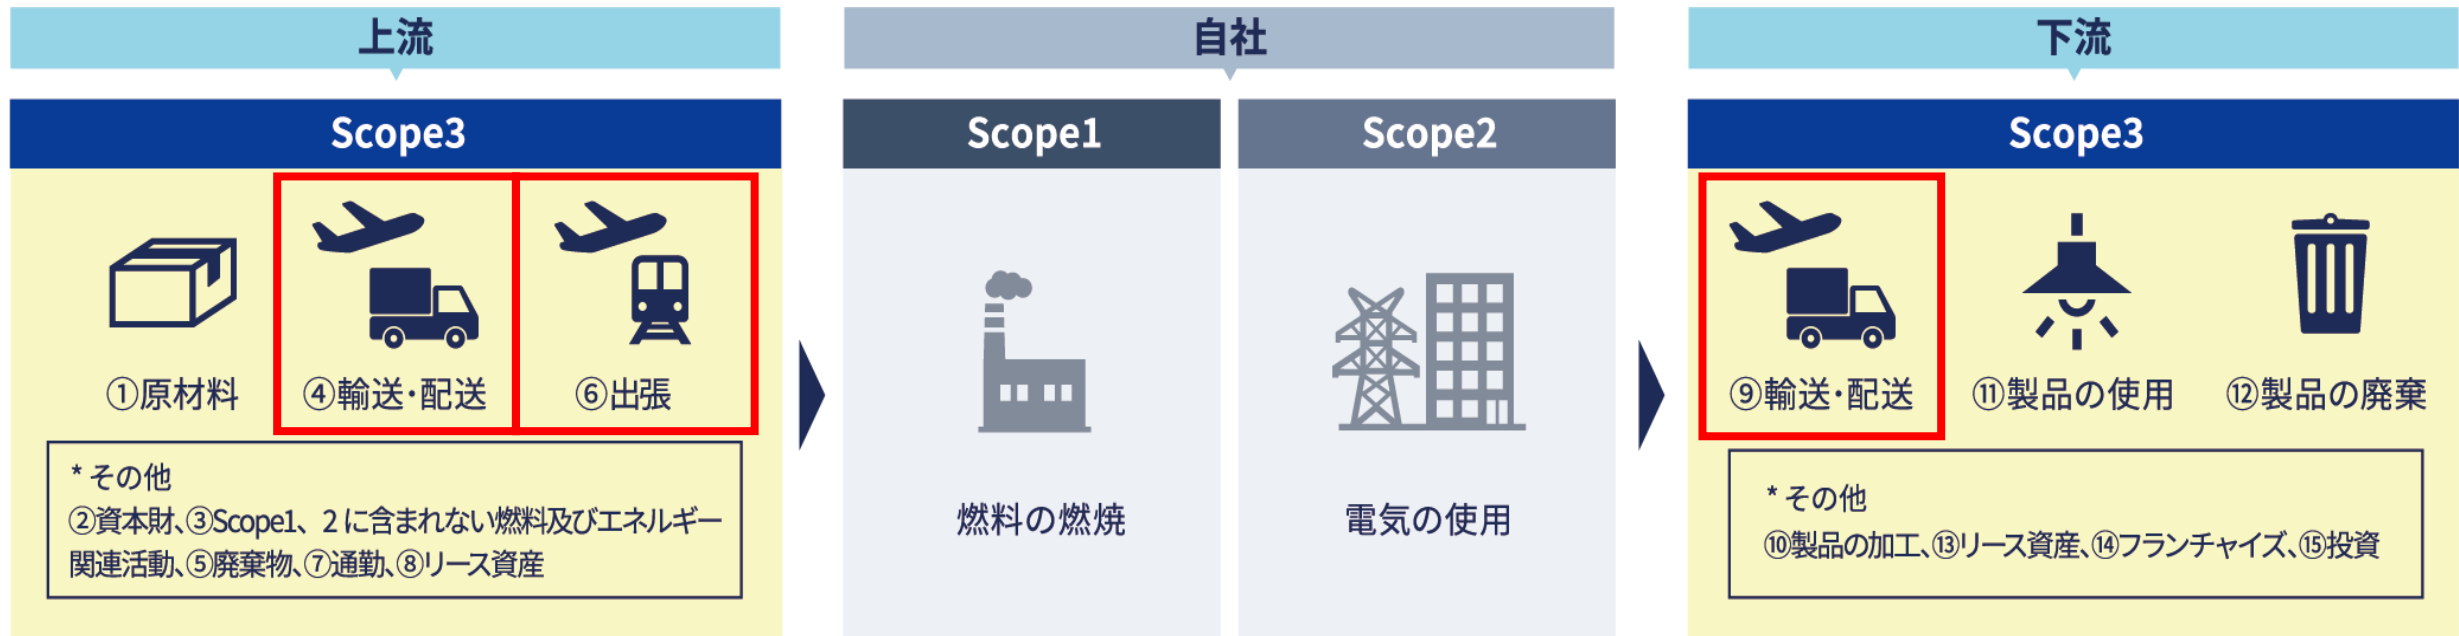 上流
Scope3
①原材料
④輸送・配送
⑥出張
* その他
②資本財、③Scope1、2に含まれない燃料及びエネルギー
関連活動、⑤廃棄物、⑦通勤、⑧リース資産
自社
Scope1
燃料の燃焼
Scope2
電気の使用
下流
Scope3
⑨輸送・配送
⑪製品の使用
⑫製品の廃棄
* その他
⑩製品の加工、⑬リース資産、⑭フランチャイズ、⑮投資